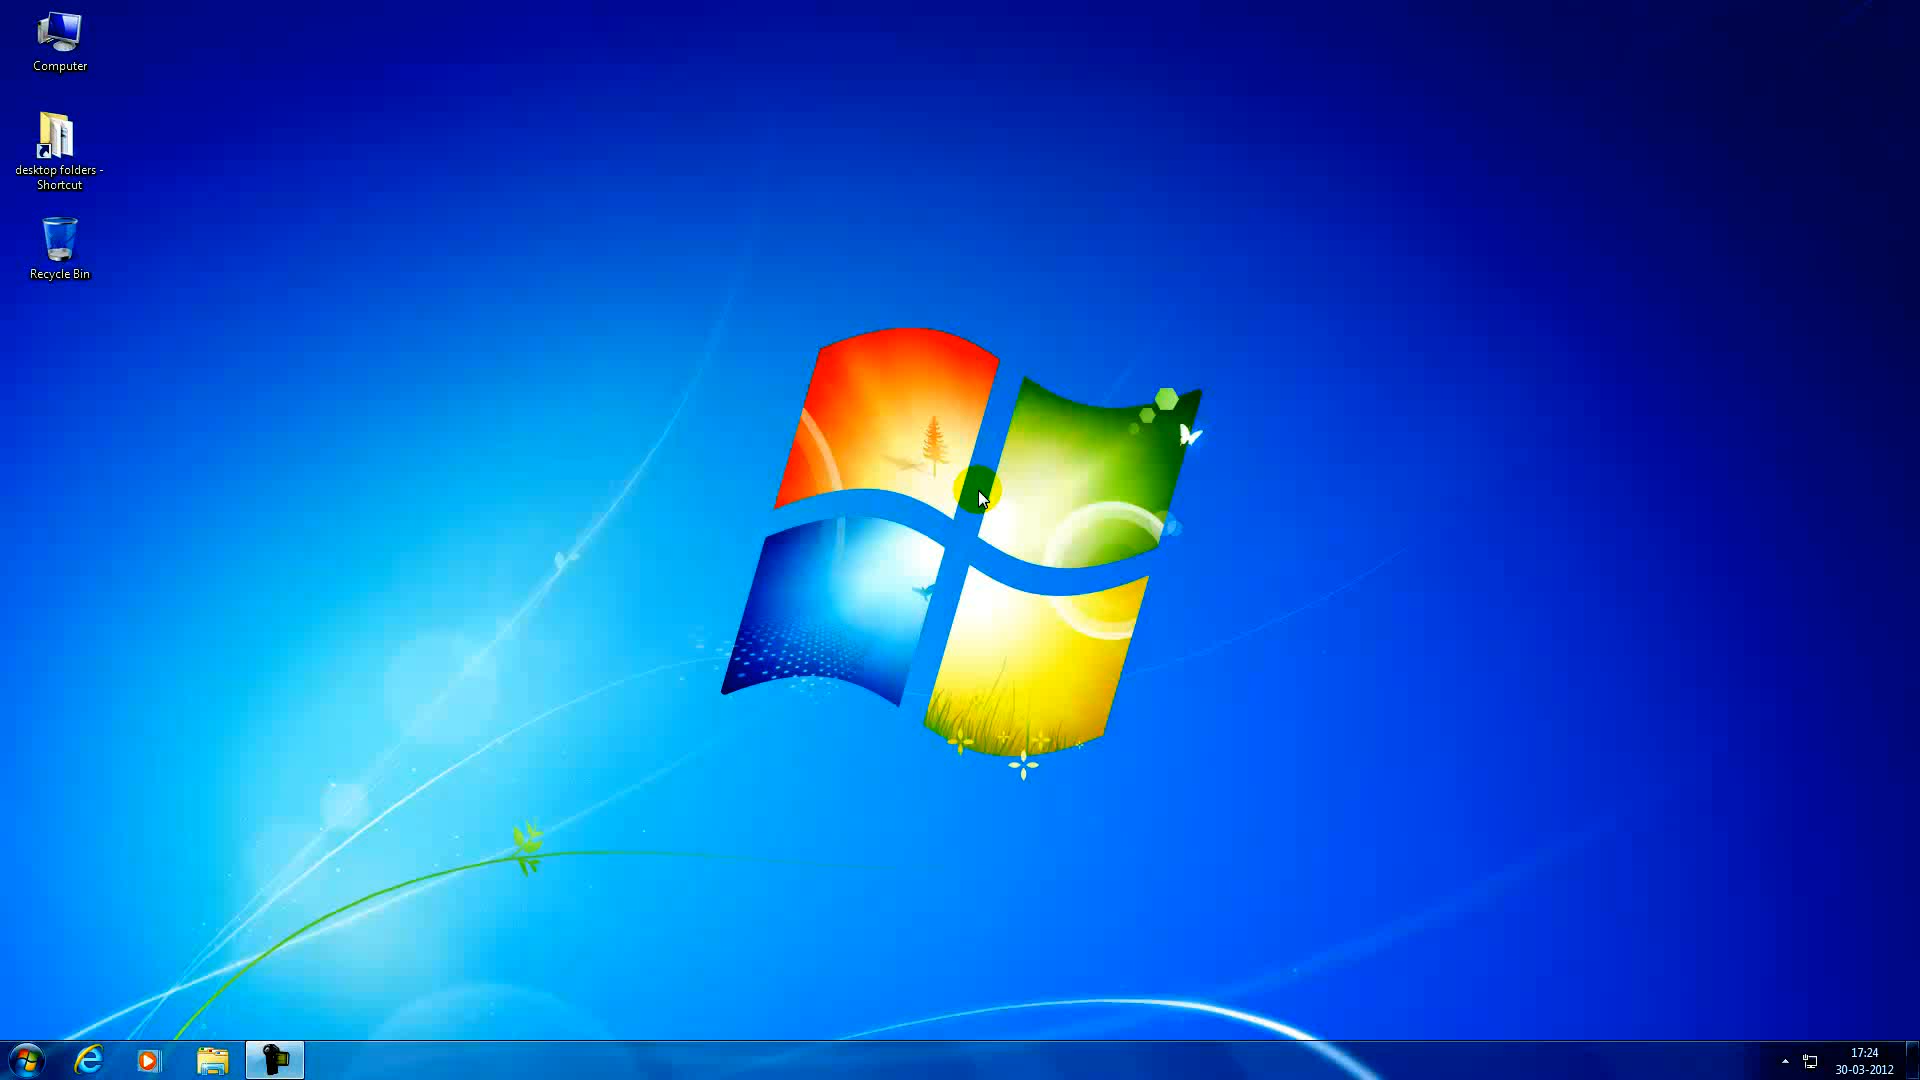 Computer
desktop folders -
Shortcut
Recycle Bin
17:24
30-03-2012